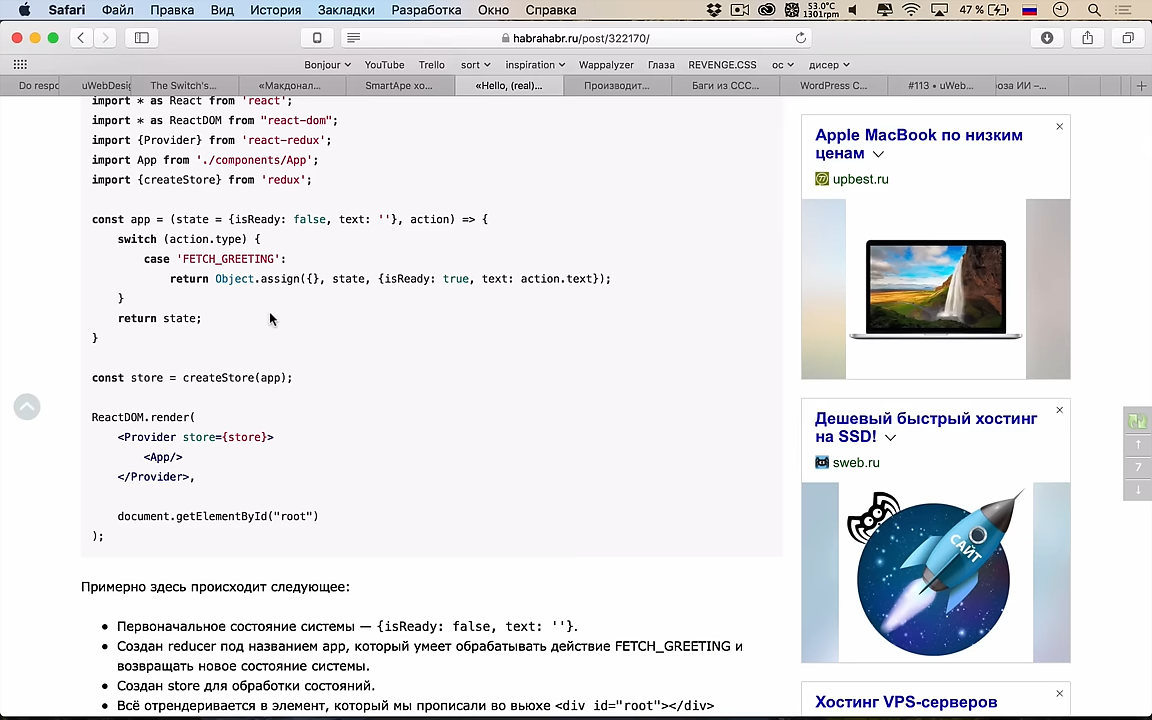 Safari Файл Правка Вид История Закладки Разработка Окно Справка 53.0°C 1301rpm 47 %
habrahabr.ru/post/322170/
Bonjour YouTube Trello sort inspiration Wappalyzer Глаза REVENGE.CSS ос дисер
Do respo uWebDesig The Switch's... «Макдонал... SmartApe хо... «Hello, (real)... Производит... Баги из ССС... WordPress C... #113 • uWeb... оза ИИ –...
import * as React from 'react';
import * as ReactDOM from "react-dom";
import {Provider} from 'react-redux';
import App from './components/App';
import {createStore} from 'redux';
const app = (state = {isReady: false, text: ''}, action) => {
switch (action.type) {
case 'FETCH_GREETING':
return Object.assign({}, state, {isReady: true, text: action.text});
}
return state;
}
const store = createStore(app);
ReactDOM.render(
<Provider store={store}>
<App/>
</Provider>,
document.getElementById("root")
);
Примерно здесь происходит следующее:
• Первоначальное состояние системы — {isReady: false, text: ''}.
• Создан reducer под названием app, который умеет обрабатывать действие FETCH_GREETING и
возвращать новое состояние системы.
• Создан store для обработки состояний.
• Всё отрендеривается в элемент, который мы прописали во вьюхе <div id="root"></div>
Apple MacBook по низким
ценам
upbest.ru
Дешевый быстрый хостинг
на SSD!
sweb.ru
САЙТ
Хостинг VPS-серверов
7